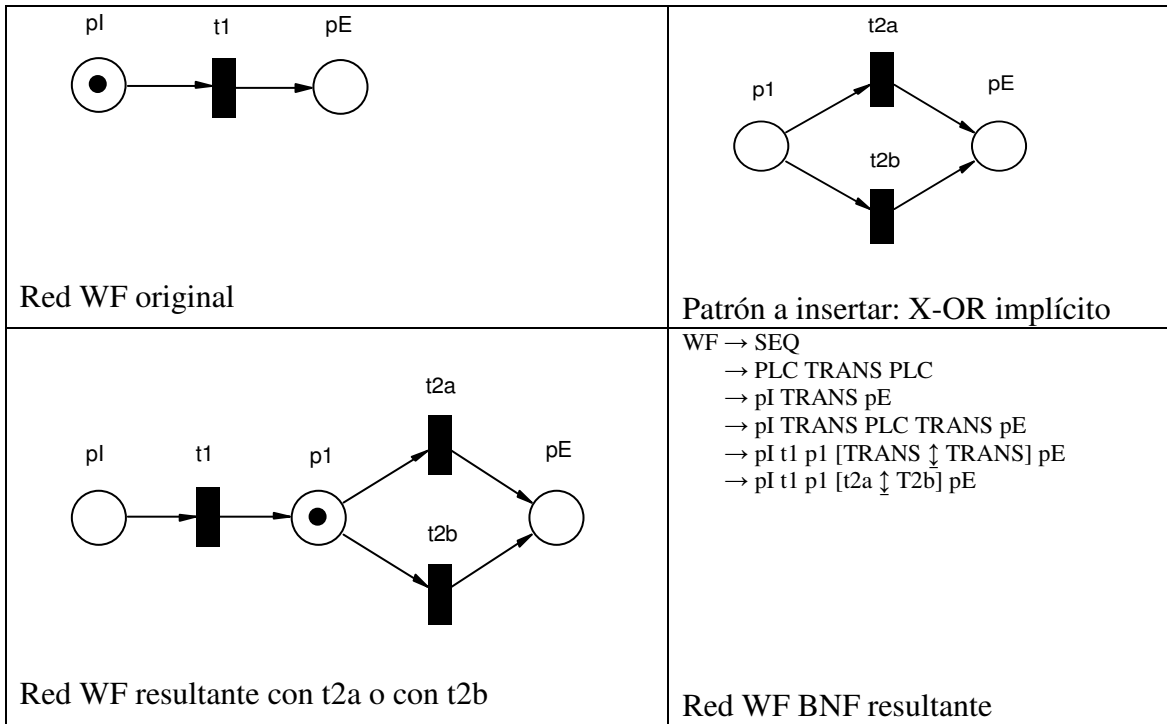 pI t1 pE
Red WF original
t2a
p1 pE
t2b
Patrón a insertar: X-OR implícito
t2a
pI t1 p1 pE
t2b
Red WF resultante con t2a o con t2b
WF → SEQ
→ PLC TRANS PLC
→ pI TRANS pE
→ pI TRANS PLC TRANS pE
→ pI t1 p1 [TRANS ↨ TRANS] pE
→ pI t1 p1 [t2a ↨ T2b] pE
Red WF BNF resultante